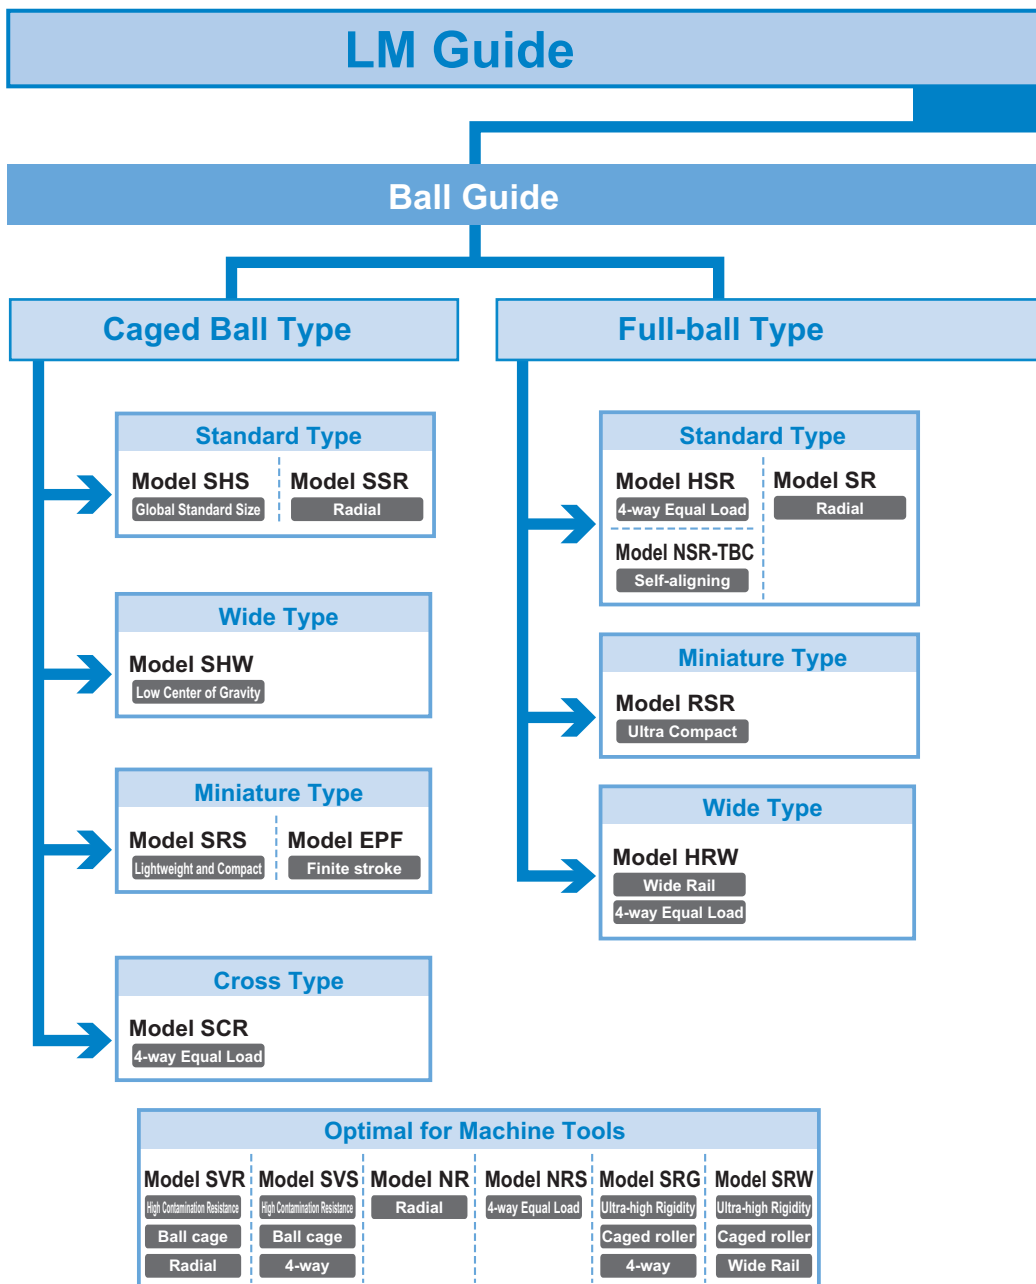 LM Guide
Ball Guide
Caged Ball Type
Full-ball Type
Standard Type
Model SHS
Global Standard Size
Model SSR
Radial
Wide Type
Model SHW
Low Center of Gravity
Miniature Type
Model SRS
Lightweight and Compact
Model EPF
Finite stroke
Cross Type
Model SCR
4-way Equal Load
Standard Type
Model HSR
4-way Equal Load
Model SR
Radial
Model NSR-TBC
Self-aligning
Miniature Type
Model RSR
Ultra Compact
Wide Type
Model HRW
Wide Rail
4-way Equal Load
Optimal for Machine Tools
Model SVR
High Contamination Resistance
Ball cage
Radial
Model SVS
High Contamination Resistance
Ball cage
4-way
Model NR
Radial
Model NRS
4-way Equal Load
Model SRG
Ultra-high Rigidity
Caged roller
4-way
Model SRW
Ultra-high Rigidity
Caged roller
Wide Rail